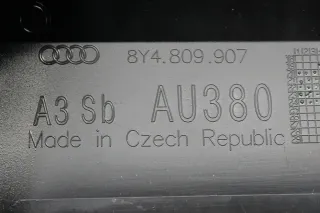 8Y4.809.907
A3 Sb AU380
Made in Czech Republic